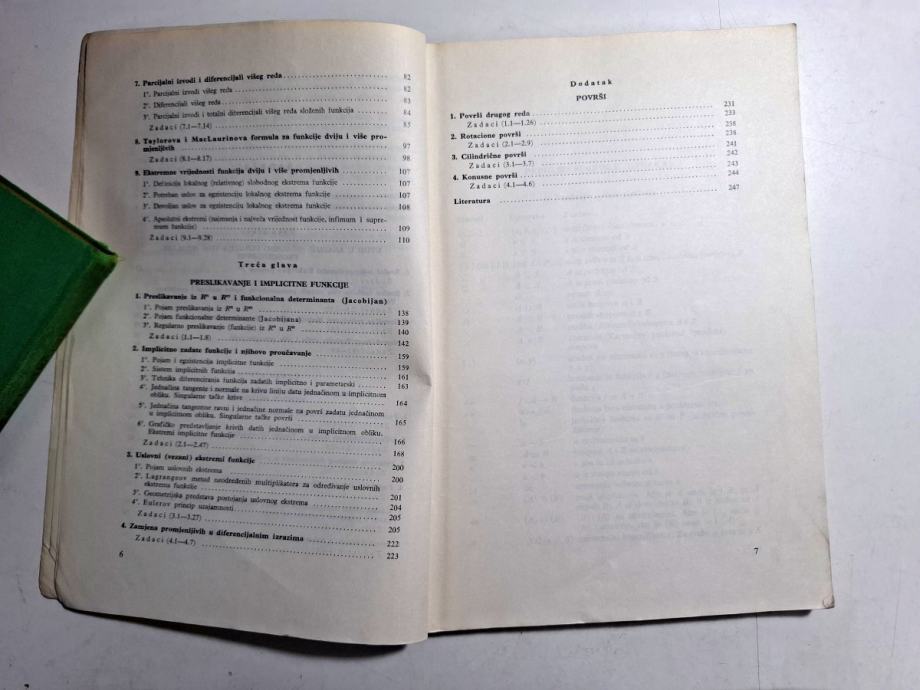 7. Parcijalni izvodi i diferencijali višeg reda 82
1°. Parcijalni izvodi višeg reda 82
2°. Diferencijali višeg reda 83
3°. Parcijalni izvodi i totalni diferencijali višeg reda složenih funkcija 84
Zadaci (7.1—7.14) 85
8. Taylorova i MacLaurinova formula za funkcije dviju i više pro-
mjenljivih 97
Zadaci (8.1—8.17) 98
9. Ekstremne vrijednosti funkcija dviju i više promjenljivih 107
1°. Definicija lokalnog (relativnog) slobodnog ekstrema funkcije 107
2°. Potreban uslov za egzistenciju lokalnog ekstrema funkcije 107
3°. Dovoljan uslov za egzistenciju lokalnog ekstrema funkcije 108
4°. Apsolutni ekstremi (najmanja i najveća vrijednost funkcije, infimum i supre-
mum funkcije) 109
Zadaci (9.1—9.28) 110
Treća glava
PRESLIKAVANJE I IMPLICITNE FUNKCIJE
1. Preslikavanje iz Rⁿ u Rᵐ i funkcionalna determinanta (Jacobijan)
1°. Pojam preslikavanja iz Rⁿ u Rᵐ 138
2°. Pojam funkcionalne determinante (Jacobijana) 139
3°. Regularno preslikavanje (funkcije) iz Rⁿ u Rᵐ 140
Zadaci (1.1—1.8) 142
2. Implicitno zadate funkcije i njihovo proučavanje 159
1°. Pojam i egzistencija implicitne funkcije 159
2°. Sistem implicitnih funkcija 161
3°. Tehnika diferenciranja funkcija zadatih implicitno i parametarski 163
4°. Jednačina tangente i normale na krivu liniju datu jednačinom u implicitnom
obliku. Singularne tačke krive 164
5°. Jednačina tangentne ravni i jednačine normale na površ zadatu jednačinom
u implicitnom obliku. Singularne tačke površi 165
6°. Grafičko predstavljanje krivih datih jednačinom u implicitnom obliku.
Ekstremi implicitne funkcije 166
Zadaci (2.1—2.47) 168
3. Uslovni (vezani) ekstremi funkcije 200
1°. Pojam uslovnih ekstrema 200
2°. Lagrangeov metod neodređenih multiplikatora za određivanje uslovnih
ekstrema funkcije 201
3°. Geometrijska predstava postojanja uslovnog ekstrema 204
4°. Eulerov princip uzajamnosti 205
Zadaci (3.1—3.27) 205
4. Zamjena promjenljivih u diferencijalnim izrazima 222
Zadaci (4.1—4.7) 223
6
Dodatak
POVRŠI
1. Površi drugog reda 231
Zadaci (1.1—1.26) 233
2. Rotacione površi 238
Zadaci (2.1—2.9) 238
3. Cilindrične površi 241
Zadaci (3.1—3.7) 242
4. Konusne površi 243
Zadaci (4.1—4.6) 244
Literatura 247
7